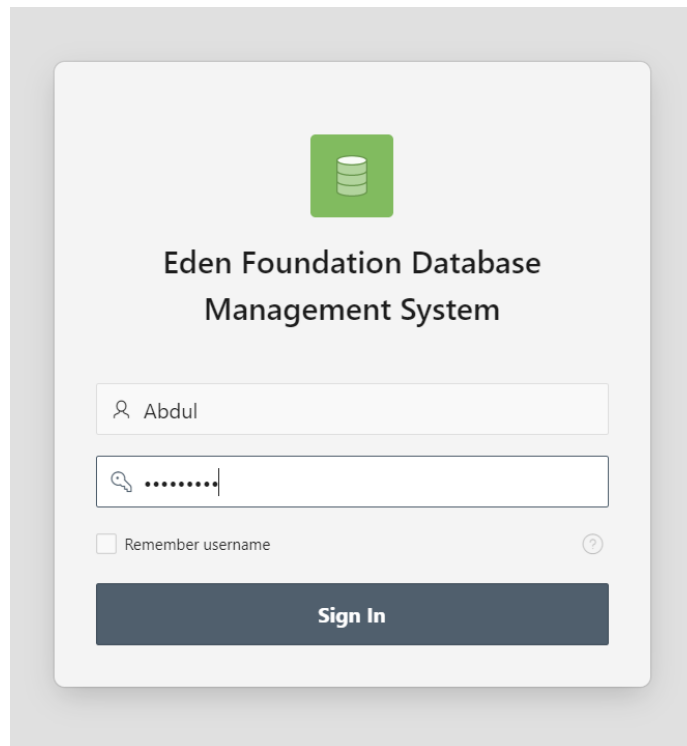 Eden Foundation Database
Management System
Abdul
•••••••••
Remember username
?
Sign In